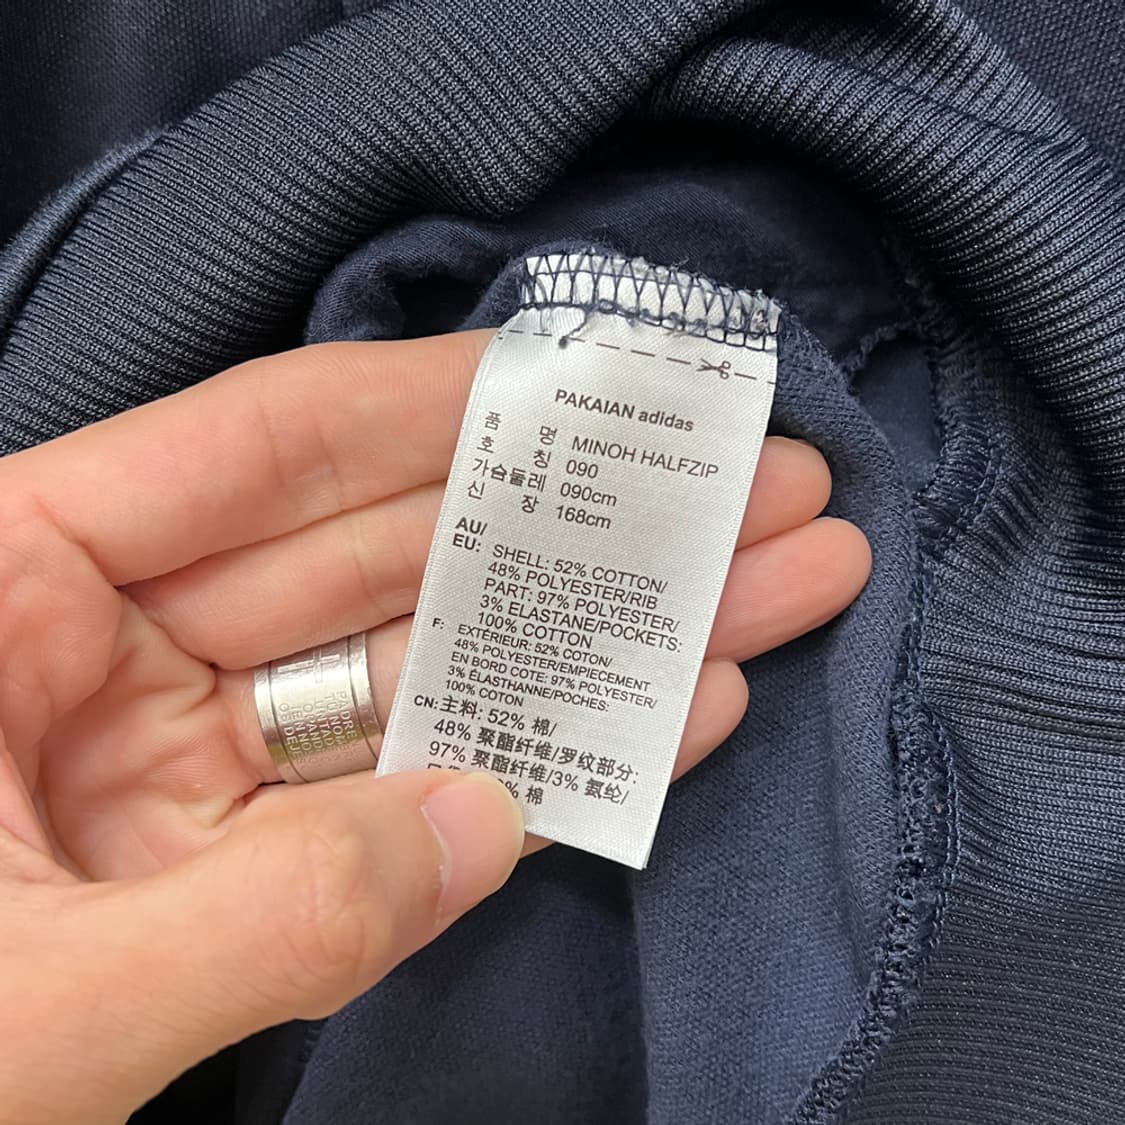 PAKAIAN adidas
품 명 MINOH HALFZIP
호 칭 090
가슴둘레 090cm
신 장 168cm
AU/
EU: SHELL: 52% COTTON/
48% POLYESTER/RIB
PART: 97% POLYESTER/
3% ELASTANE/POCKETS:
100% COTTON
F: EXTÉRIEUR: 52% COTON/
48% POLYESTER/EMPIECEMENT
EN BORD COTE: 97% POLYESTER/
3% ÉLASTHANNE/POCHES:
100% COTON
CN: 主料: 52% 棉/
48% 聚酯纤维/罗纹部分:
97% 聚酯纤维/3% 氨纶/
% 棉
PADRE